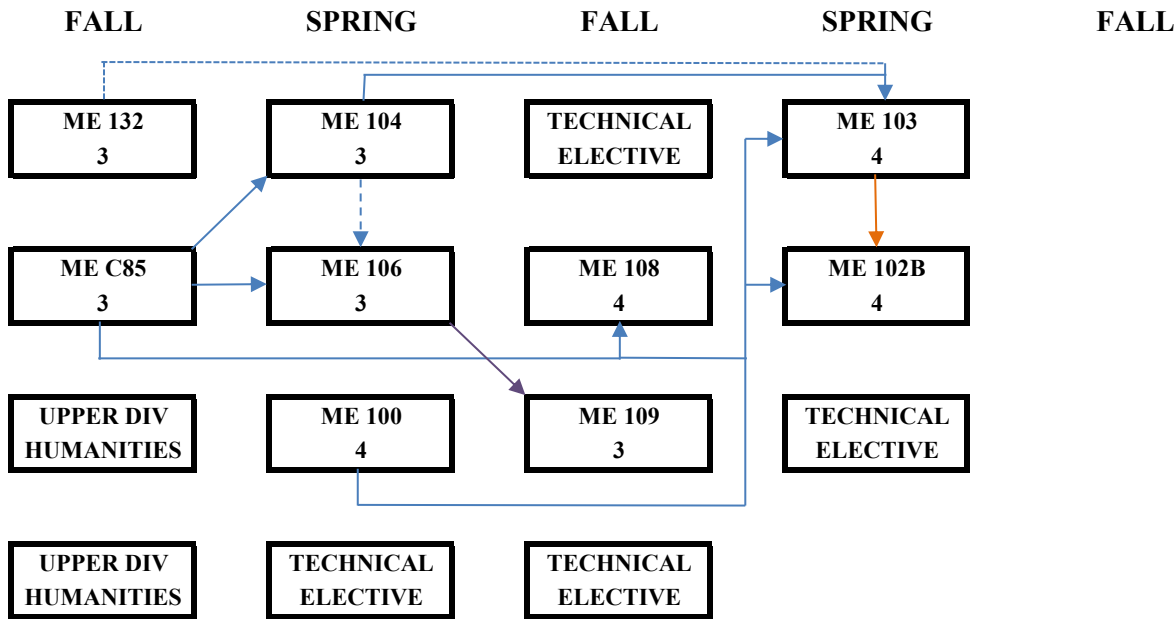 FALL SPRING FALL SPRING FALL
ME 132
3
ME 104
3
TECHNICAL
ELECTIVE
ME 103
4
ME C85
3
ME 106
3
ME 108
4
ME 102B
4
UPPER DIV
HUMANITIES
ME 100
4
ME 109
3
TECHNICAL
ELECTIVE
UPPER DIV
HUMANITIES
TECHNICAL
ELECTIVE
TECHNICAL
ELECTIVE